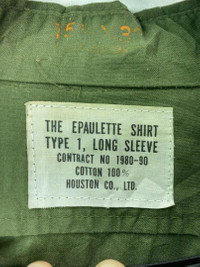 THE EPAULETTE SHIRT
TYPE 1, LONG SLEEVE
CONTRACT NO 1980-90
COTTON 100%
HOUSTON CO., LTD.